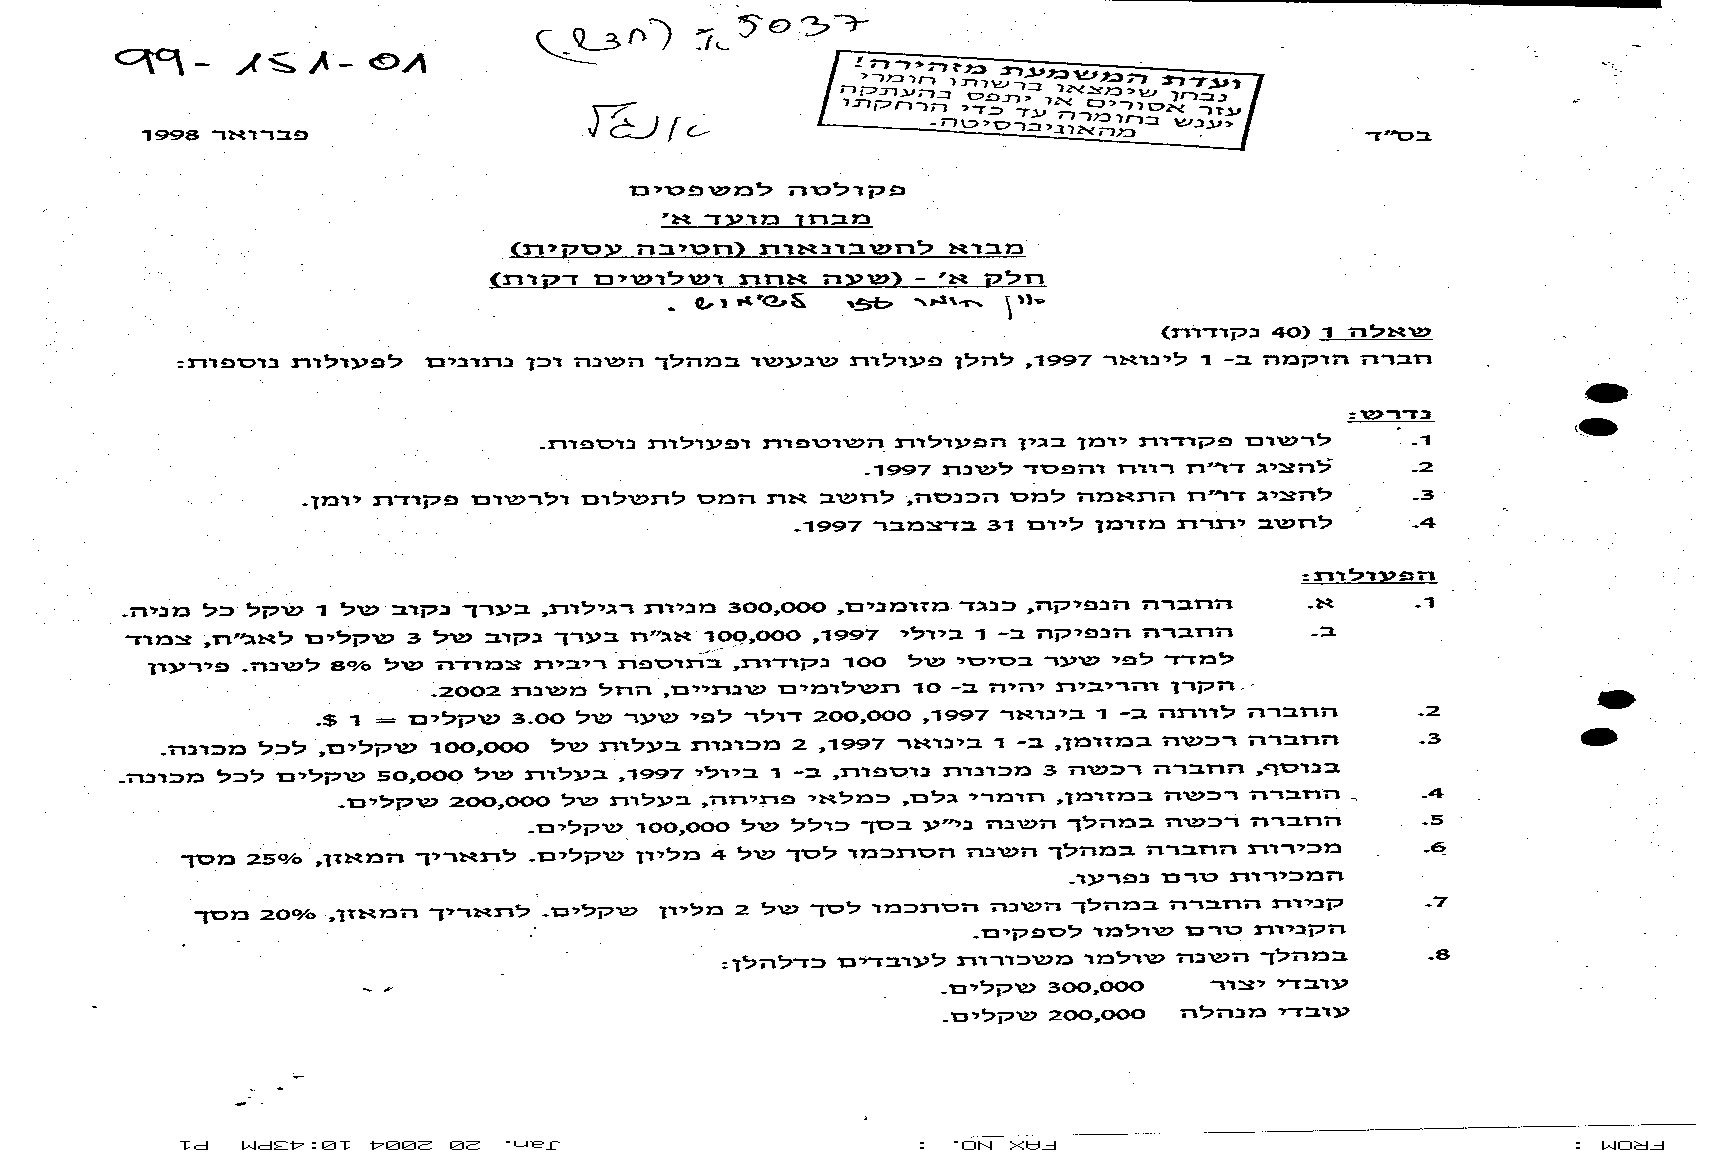 5037 א' (חדש)
99-151-01
ועדת המשמעת מזהירה!
נבחן שימצאו ברשותו חומרי
עזר אסורים או יתפס בהעתקה
יענש בחומרה עד כדי הרחקתו
מהאוניברסיטה.
בס"ד
פברואר 1998
פקולטה למשפטים
מבחן מועד א'
מבוא לחשבונאות (חטיבה עסקית)
חלק א' - (שעה אחת ושלושים דקות)
חומר לשימוש.
שאלה 1 (40 נקודות)
חברה הוקמה ב- 1 לינואר 1997, להלן פעולות שנעשו במהלך השנה וכן נתונים לפעולות נוספות:
נדרש:
1. לרשום פקודות יומן בגין הפעולות השוטפות ופעולות נוספות.
2. להציג דו"ח רווח והפסד לשנת 1997.
3. להציג דו"ח התאמה למס הכנסה, לחשב את המס לתשלום ולרשום פקודת יומן.
4. לחשב יתרת מזומן ליום 31 בדצמבר 1997.
הפעולות:
1. א. החברה הנפיקה, כנגד מזומנים, 300,000 מניות רגילות, בערך נקוב של 1 שקל כל מניה.
ב. החברה הנפיקה ב- 1 ביולי 1997, 100,000 אג"ח בערך נקוב של 3 שקלים לאג"ח, צמוד
למדד לפי שער בסיסי של 100 נקודות, בתוספת ריבית צמודה של 8% לשנה. פירעון
הקרן והריבית יהיה ב- 10 תשלומים שנתיים, החל משנת 2002.
2. החברה לוותה ב- 1 בינואר 1997, 200,000 דולר לפי שער של 3.00 שקלים = 1 $.
3. החברה רכשה במזומן, ב- 1 בינואר 1997, 2 מכונות בעלות של 100,000 שקלים, לכל מכונה.
בנוסף, החברה רכשה 3 מכונות נוספות, ב- 1 ביולי 1997, בעלות של 50,000 שקלים לכל מכונה.
4. החברה רכשה במזומן, חומרי גלם, כמלאי פתיחה, בעלות של 200,000 שקלים.
5. החברה רכשה במהלך השנה ני"ע בסך כולל של 100,000 שקלים.
6. מכירות החברה במהלך השנה הסתכמו לסך של 4 מליון שקלים. לתאריך המאזן, 25% מסך
המכירות טרם נפרעו.
7. קניות החברה במהלך השנה הסתכמו לסך של 2 מליון שקלים. לתאריך המאזן, 20% מסך
הקניות טרם שולמו לספקים.
8. במהלך השנה שולמו משכורות לעובדים כדלהלן:
עובדי יצור 300,000 שקלים.
עובדי מנהלה 200,000 שקלים.
FROM : FAX NO. : Jan. 20 2004 10:43PM P1